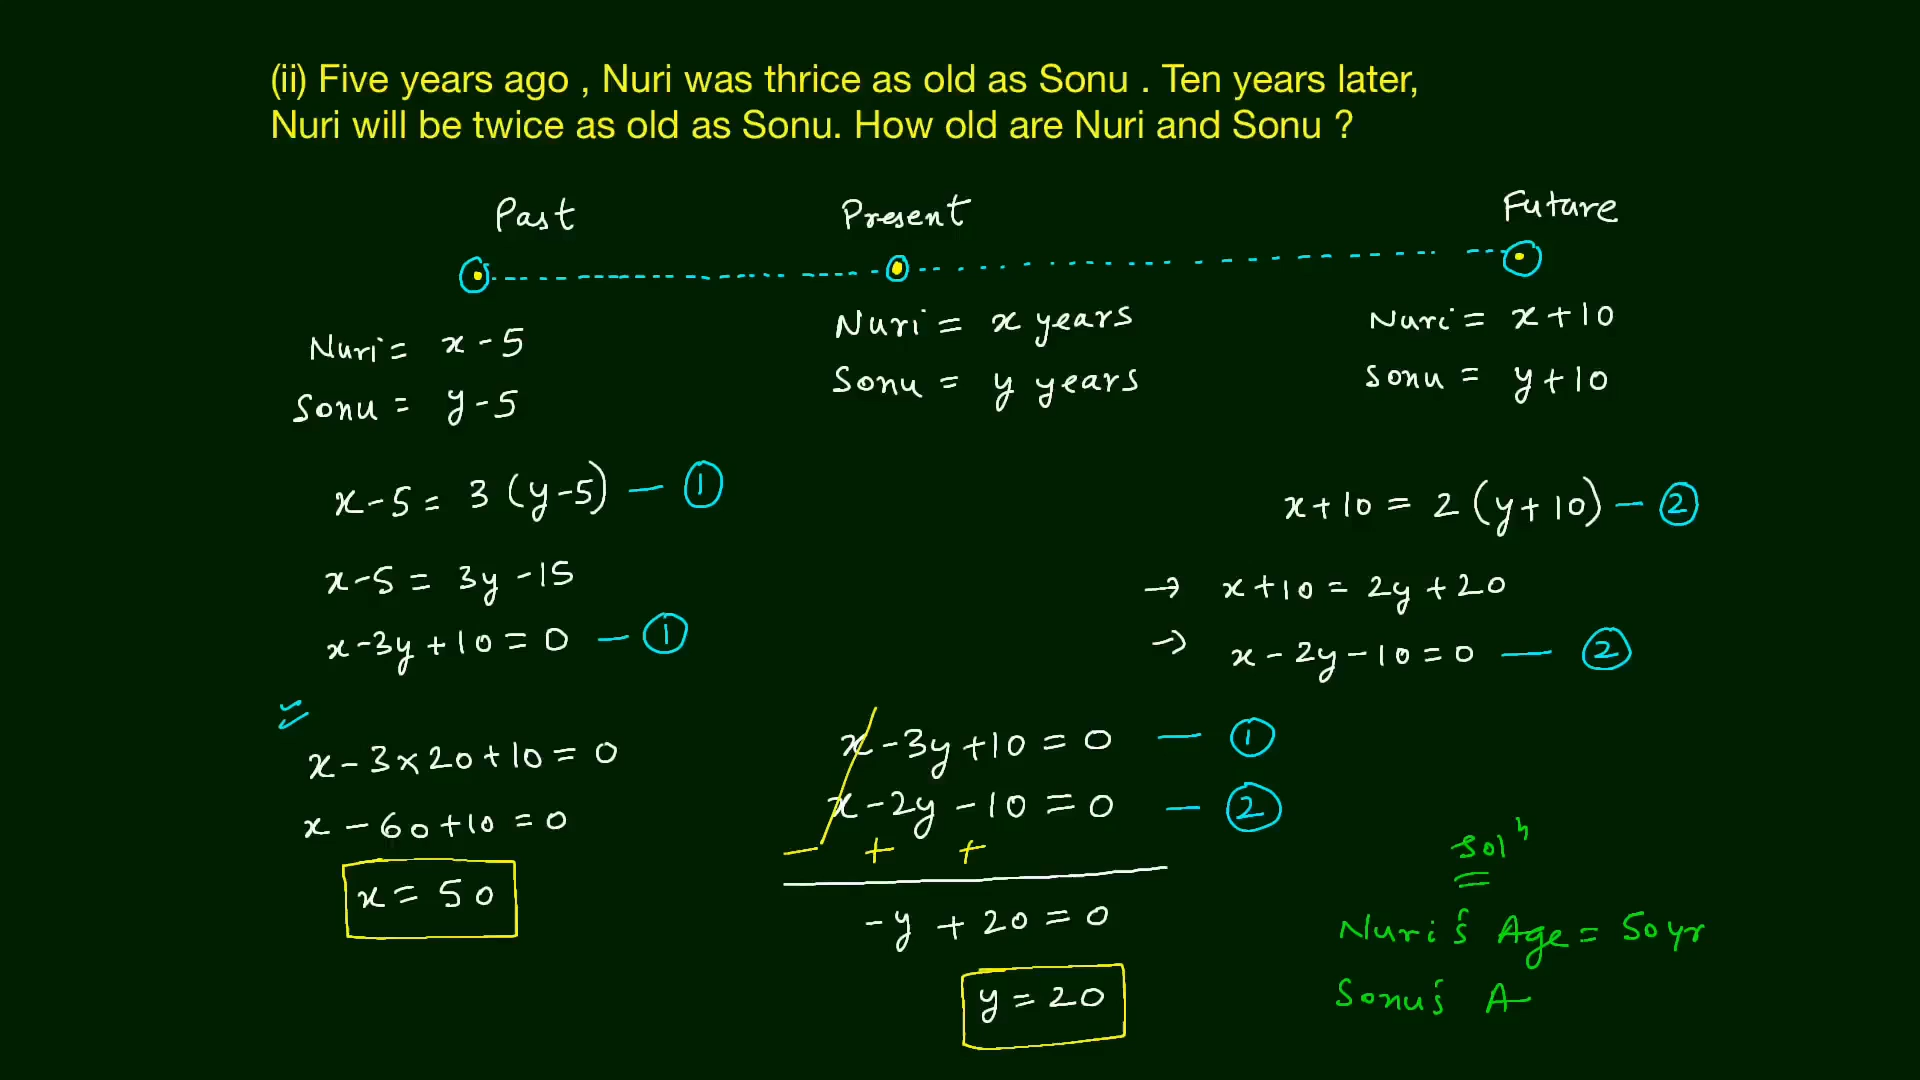 (ii) Five years ago , Nuri was thrice as old as Sonu . Ten years later,
Nuri will be twice as old as Sonu. How old are Nuri and Sonu ?
Past
Present
Future
Nuri = x - 5
Sonu = y - 5
Nuri = x years
Sonu = y years
Nuri = x + 10
Sonu = y + 10
x - 5 = 3 (y - 5) — ①
x - 5 = 3y - 15
x - 3y + 10 = 0 — ①
x + 10 = 2 (y + 10) — ②
→ x + 10 = 2y + 20
→ x - 2y - 10 = 0 — ②
x - 3 × 20 + 10 = 0
x - 60 + 10 = 0
x = 50
x - 3y + 10 = 0 — ①
x - 2y - 10 = 0 — ②
− + +
-y + 20 = 0
y = 20
Solⁿ
Nuri's Age = 50 yr
Sonu's A